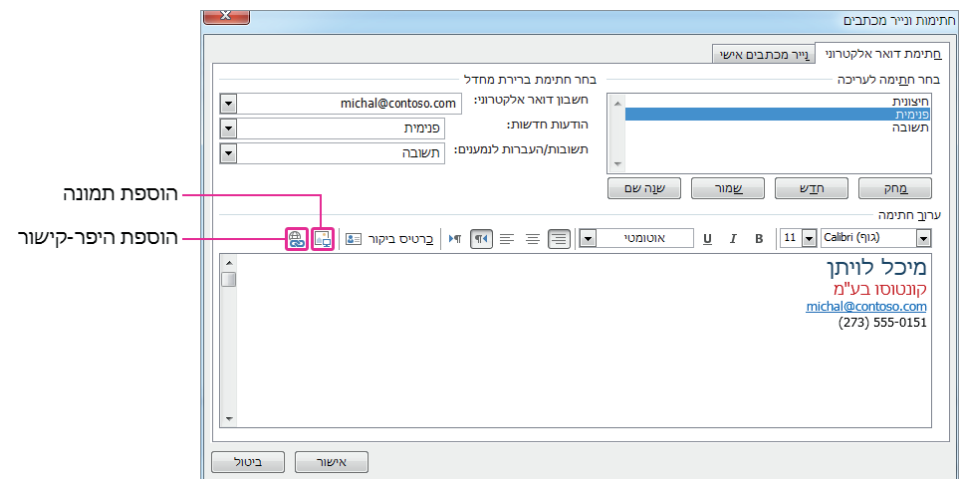 חתימות ונייר מכתבים
חתימת דואר אלקטרוני
נייר מכתבים אישי
בחר חתימה לעריכה
חיצונית
פנימית
תשובה
מחק
חדש
שמור
שנה שם
בחר חתימת ברירת מחדל
חשבון דואר אלקטרוני: michal@contoso.com
הודעות חדשות: פנימית
תשובות/העברות לנמענים: תשובה
ערוך חתימה
Calibri (גוף) 11 B I U אוטומטי כרטיס ביקור
הוספת תמונה
הוספת היפר-קישור
מיכל לויתן
קונטוסו בע"מ
michal@contoso.com
(273) 555-0151
אישור
ביטול